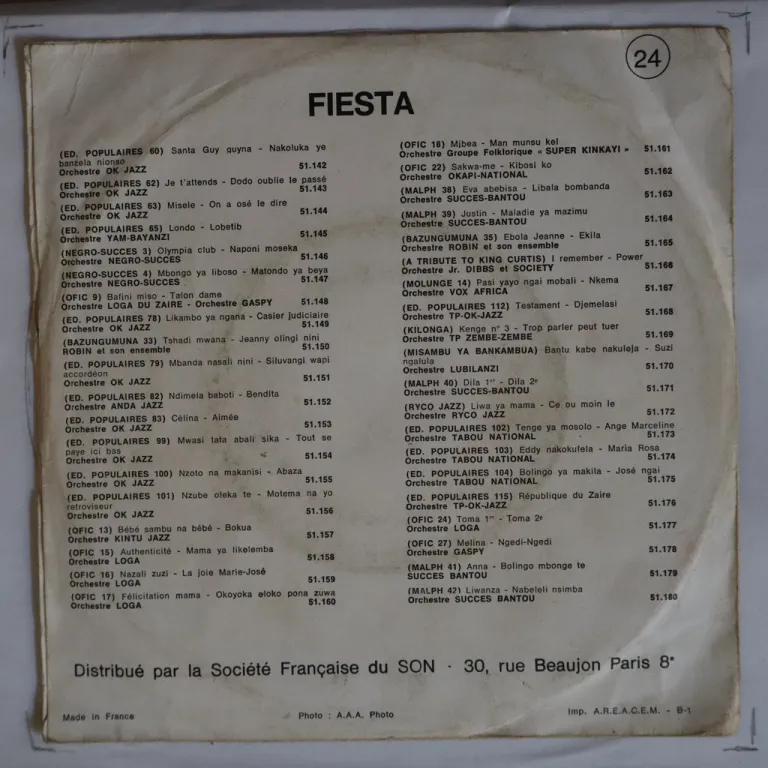 24
FIESTA
(ED. POPULAIRES 60) Santa Guy guyna - Nakoluka ye
banzela nionso
Orchestre OK JAZZ 51.142
(ED. POPULAIRES 62) Je t'attends - Dodo oublie le passé
Orchestre OK JAZZ 51.143
(ED. POPULAIRES 63) Misele - On a osé le dire
Orchestre OK JAZZ 51.144
(ED. POPULAIRES 65) Londo - Lobetib
Orchestre YAM-BAYANZI 51.145
(NEGRO-SUCCES 3) Olympia club - Naponi moseka
Orchestre NEGRO-SUCCES 51.146
(NEGRO-SUCCES 4) Mbongo ya liboso - Matondo ya beya
Orchestre NEGRO-SUCCES 51.147
(OFIC 9) Bafini miso - Talon dame
Orchestre LOGA DU ZAIRE - Orchestre GASPY 51.148
(ED. POPULAIRES 78) Likambo ya ngana - Casier judiciaire
Orchestre OK JAZZ 51.149
(BAZUNGUMUNA 33) Tshadi mwana - Jeanny olingi nini
ROBIN et son ensemble 51.150
(ED. POPULAIRES 79) Mbanda nasali nini - Siluvangi wapi
accordéon
Orchestre OK JAZZ 51.151
(ED. POPULAIRES 82) Ndimela baboti - Bendita
Orchestre ANDA JAZZ 51.152
(ED. POPULAIRES 83) Célina - Aimée
Orchestre OK JAZZ 51.153
(ED. POPULAIRES 99) Mwasi tata abali sika - Tout se
paye ici bas
Orchestre OK JAZZ 51.154
(ED. POPULAIRES 100) Nzoto na makanisi - Abaza
Orchestre OK JAZZ 51.155
(ED. POPULAIRES 101) Nzube oleka te - Motema na yo
retroviseur
Orchestre OK JAZZ 51.156
(OFIC 13) Bébé sambu na bébé - Bokua
Orchestre KINTU JAZZ 51.157
(OFIC 15) Authenticité - Mama ya likelemba
Orchestre LOGA 51.158
(OFIC 16) Nazali zuzi - La joie Marie-José
Orchestre LOGA 51.159
(OFIC 17) Félicitation mama - Okoyoka eloko pona zuwa
Orchestre LOGA 51.160
(OFIC 18) Mjbea - Man munsu kel
Orchestre Groupe Folklorique « SUPER KINKAYI » 51.161
(OFIC 22) Sakwa-me - Kibosi ko
Orchestre OKAPI-NATIONAL 51.162
(MALPH 38) Eva abebisa - Libala bombanda
Orchestre SUCCES-BANTOU 51.163
(MALPH 39) Justin - Maladie ya mazimu
Orchestre SUCCES-BANTOU 51.164
(BAZUNGUMUNA 35) Ebola Jeanne - Ekila
Orchestre ROBIN et son ensemble 51.165
(A TRIBUTE TO KING CURTIS) I remember - Power
Orchestre Jr. DIBBS et SOCIETY 51.166
(MOLUNGE 14) Pasi yayo ngai mobali - Nkema
Orchestre VOX AFRICA 51.167
(ED. POPULAIRES 112) Testament - Djemelasi
Orchestre TP-OK-JAZZ 51.168
(KILONGA) Kenge n° 3 - Trop parler peut tuer
Orchestre TP ZEMBE-ZEMBE 51.169
(MISAMBU YA BANKAMBUA) Bantu kabe nakuleja - Suzi
ngalula
Orchestre LUBILANZI 51.170
(MALPH 40) Dila 1er - Dila 2e
Orchestre SUCCES-BANTOU 51.171
(RYCO JAZZ) Liwa ya mama - Ce ou moin le
Orchestre RYCO JAZZ 51.172
(ED. POPULAIRES 102) Tenge ya mosolo - Ange Marceline
Orchestre TABOU NATIONAL 51.173
(ED. POPULAIRES 103) Eddy nakokufela - Maria Rosa
Orchestre TABOU NATIONAL 51.174
(ED. POPULAIRES 104) Bolingo ya makila - José ngai
Orchestre TABOU NATIONAL 51.175
(ED. POPULAIRES 115) République du Zaire
Orchestre TP-OK-JAZZ 51.176
(OFIC 24) Toma 1er - Toma 2e
Orchestre LOGA 51.177
(OFIC 27) Melina - Ngedi-Ngedi
Orchestre GASPY 51.178
(MALPH 41) Anna - Bolingo mbonge te
SUCCES BANTOU 51.179
(MALPH 42) Liwanza - Nabeleli nsimba
Orchestre SUCCES BANTOU 51.180
Distribué par la Société Française du SON - 30, rue Beaujon Paris 8e
Made in France Photo : A.A.A. Photo Imp. A.R.E.A.C.E.M. - B-1